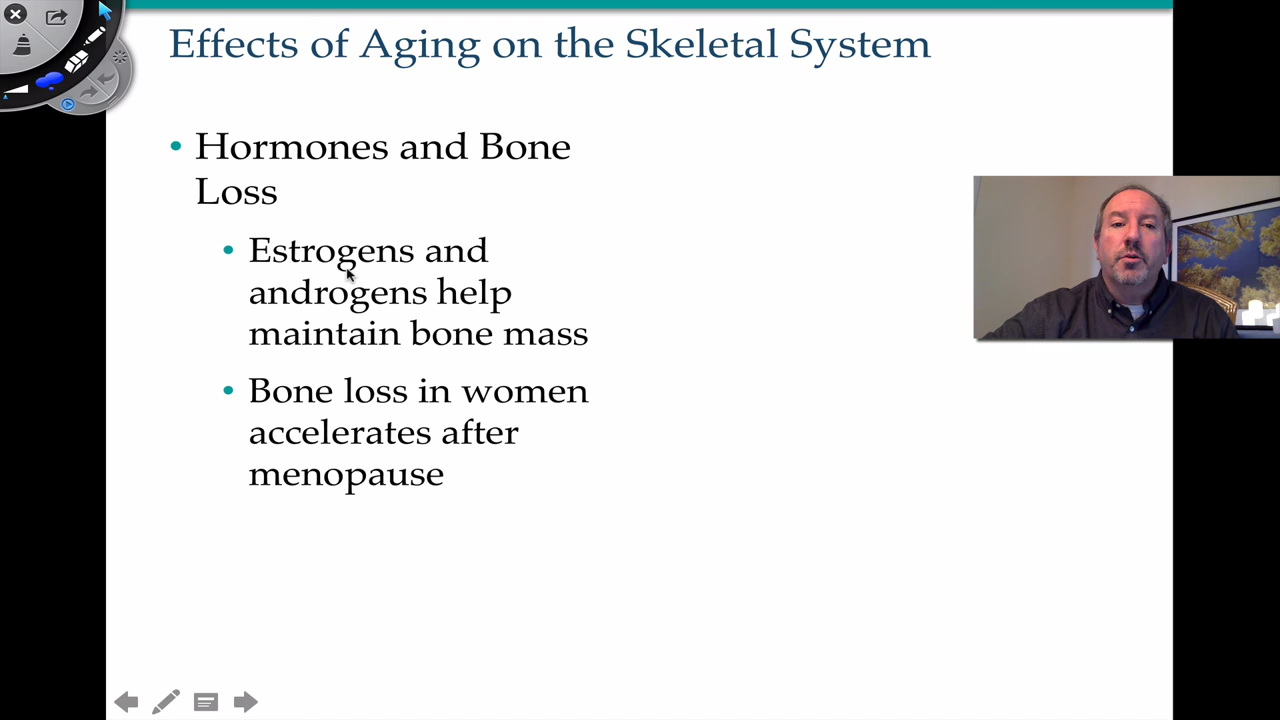 Effects of Aging on the Skeletal System
• Hormones and Bone
Loss
• Estrogens and
androgens help
maintain bone mass
• Bone loss in women
accelerates after
menopause